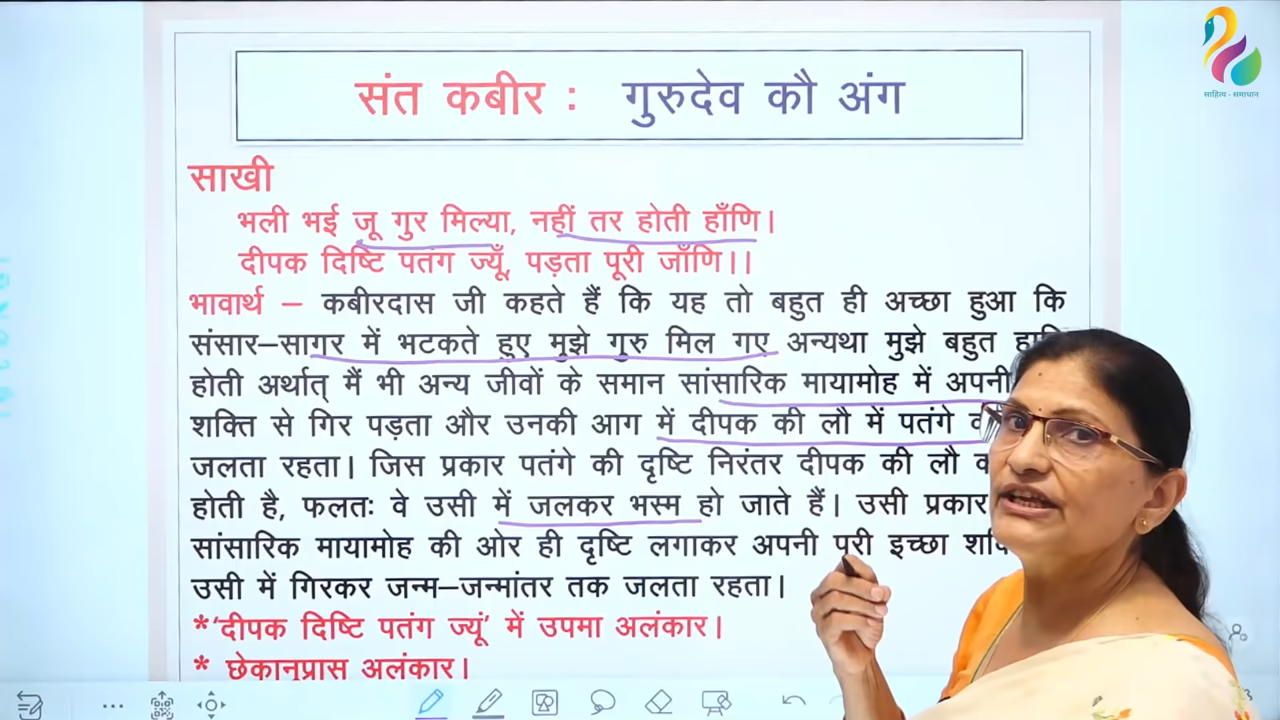 साहित्य - समाधान
संत कबीर : गुरुदेव कौ अंग
साखी
भली भई जू गुर मिल्या, नहीं तर होती हाँणि।
दीपक दिष्टि पतंग ज्यूँ, पड़ता पूरी जाँणि।।
भावार्थ – कबीरदास जी कहते हैं कि यह तो बहुत ही अच्छा हुआ कि
संसार–सागर में भटकते हुए मुझे गुरु मिल गए अन्यथा मुझे बहुत
होती अर्थात् मैं भी अन्य जीवों के समान सांसारिक मायामोह में अपनी
शक्ति से गिर पड़ता और उनकी आग में दीपक की लौ में पतंगे
जलता रहता। जिस प्रकार पतंगे की दृष्टि निरंतर दीपक की लौ
होती है, फलतः वे उसी में जलकर भस्म हो जाते हैं। उसी प्रकार
सांसारिक मायामोह की ओर ही दृष्टि लगाकर अपनी पूरी इच्छा
उसी में गिरकर जन्म–जन्मांतर तक जलता रहता।
*‘दीपक दिष्टि पतंग ज्यूं’ में उपमा अलंकार।
* छेकानुप्रास अलंकार।